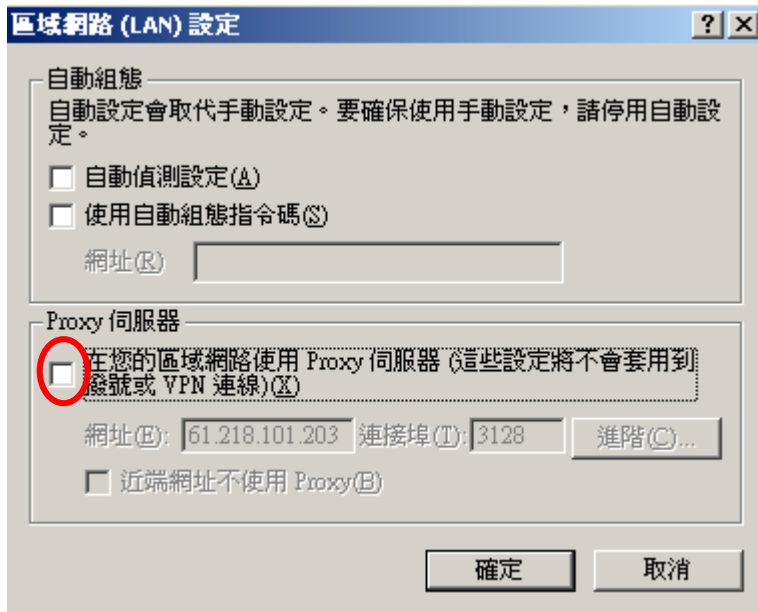 區域網路 (LAN) 設定
自動組態
自動設定會取代手動設定。要確保使用手動設定，請停用自動設
定。
自動偵測設定(A)
使用自動組態指令碼(S)
網址(R)
Proxy 伺服器
在您的區域網路使用 Proxy 伺服器 (這些設定將不會套用到
撥號或 VPN 連線)(X)
網址(E): 61.218.101.203 連接埠(T): 3128 進階(C)...
近端網址不使用 Proxy(B)
確定 取消